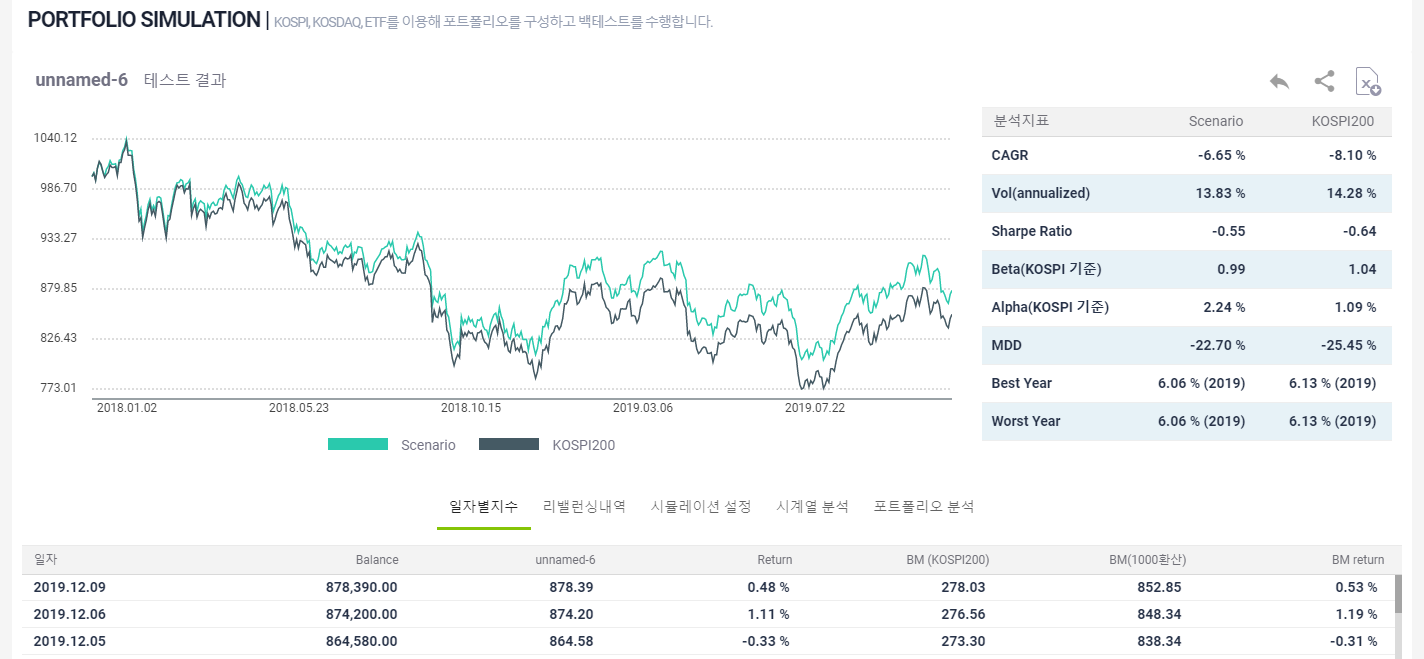 PORTFOLIO SIMULATION | KOSPI, KOSDAQ, ETF를 이용해 포트폴리오를 구성하고 백테스트를 수행합니다.
unnamed-6 테스트 결과
1040.12
986.70
933.27
879.85
826.43
773.01
2018.01.02 2018.05.23 2018.10.15 2019.03.06 2019.07.22
Scenario KOSPI200
분석지표 Scenario KOSPI200
CAGR -6.65 % -8.10 %
Vol(annualized) 13.83 % 14.28 %
Sharpe Ratio -0.55 -0.64
Beta(KOSPI 기준) 0.99 1.04
Alpha(KOSPI 기준) 2.24 % 1.09 %
MDD -22.70 % -25.45 %
Best Year 6.06 % (2019) 6.13 % (2019)
Worst Year 6.06 % (2019) 6.13 % (2019)
일자별지수 리밸런싱내역 시뮬레이션 설정 시계열 분석 포트폴리오 분석
일자 Balance unnamed-6 Return BM (KOSPI200) BM(1000환산) BM return
2019.12.09 878,390.00 878.39 0.48 % 278.03 852.85 0.53 %
2019.12.06 874,200.00 874.20 1.11 % 276.56 848.34 1.19 %
2019.12.05 864,580.00 864.58 -0.33 % 273.30 838.34 -0.31 %